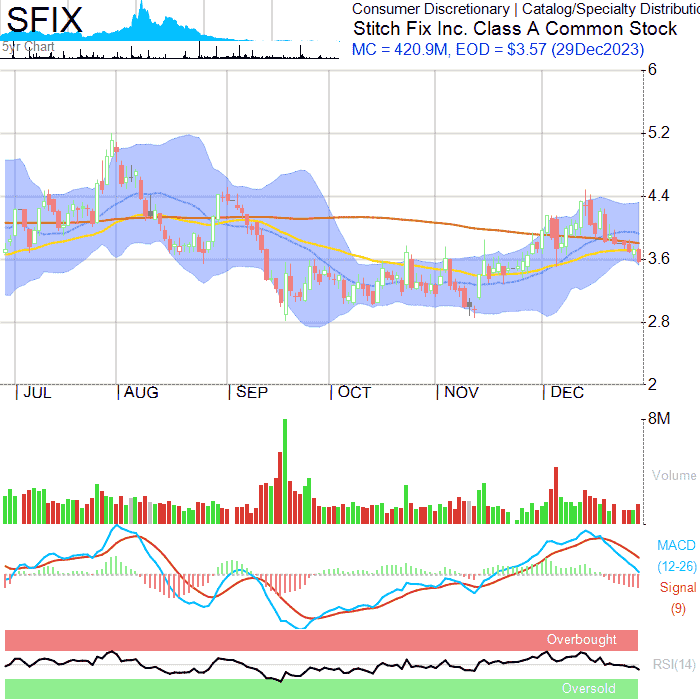 SFIX
Consumer Discretionary | Catalog/Specialty Distributio
Stitch Fix Inc. Class A Common Stock
5yr Chart
MC = 420.9M, EOD = $3.57 (29Dec2023)
6
5.2
4.4
3.6
2.8
2
JUL AUG SEP OCT NOV DEC
8M
Volume
MACD
(12-26)
Signal
(9)
Overbought
RSI(14)
Oversold